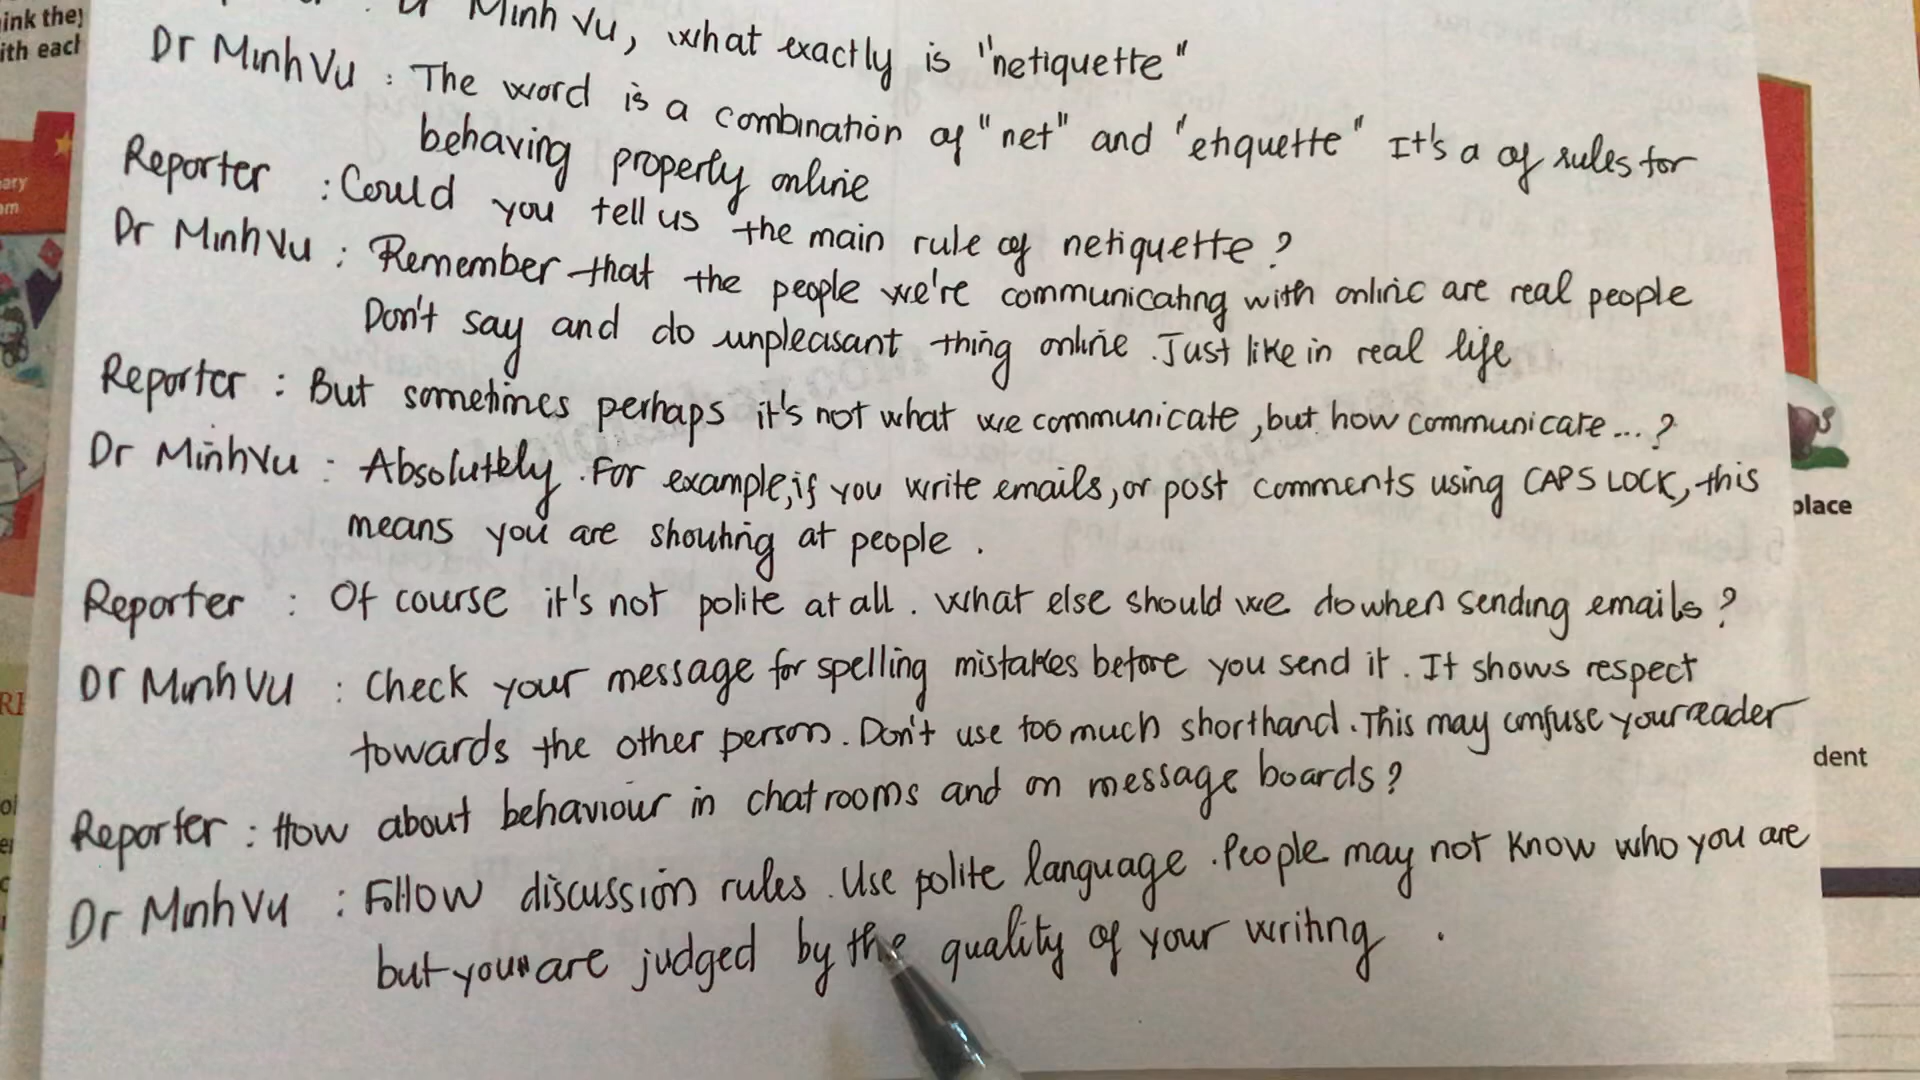 ink they
ith each
Dr Minh Vu, what exactly is "netiquette"
Dr Minh Vu : The word is a combination of "net" and "etiquette" It's a of rules for
behaving properly online
Reporter : Could you tell us the main rule of netiquette ?
Dr Minh Vu : Remember that the people we're communicating with online are real people
Don't say and do unpleasant thing online . Just like in real life
Reporter : But sometimes perhaps it's not what we communicate , but how communicate ... ?
Dr Minh Vu : Absolutely . For example, if you write emails, or post comments using CAPS LOCK, this
means you are shouting at people .
Reporter : Of course it's not polite at all . What else should we do when sending emails ?
Dr Minh Vu : Check your message for spelling mistakes before you send it . It shows respect
towards the other person . Don't use too much shorthand . This may confuse your reader
Reporter : How about behaviour in chat rooms and on message boards ?
Dr Minh Vu : Follow discussion rules . Use polite language . People may not know who you are
but you are judged by the quality of your writing .
place
dent